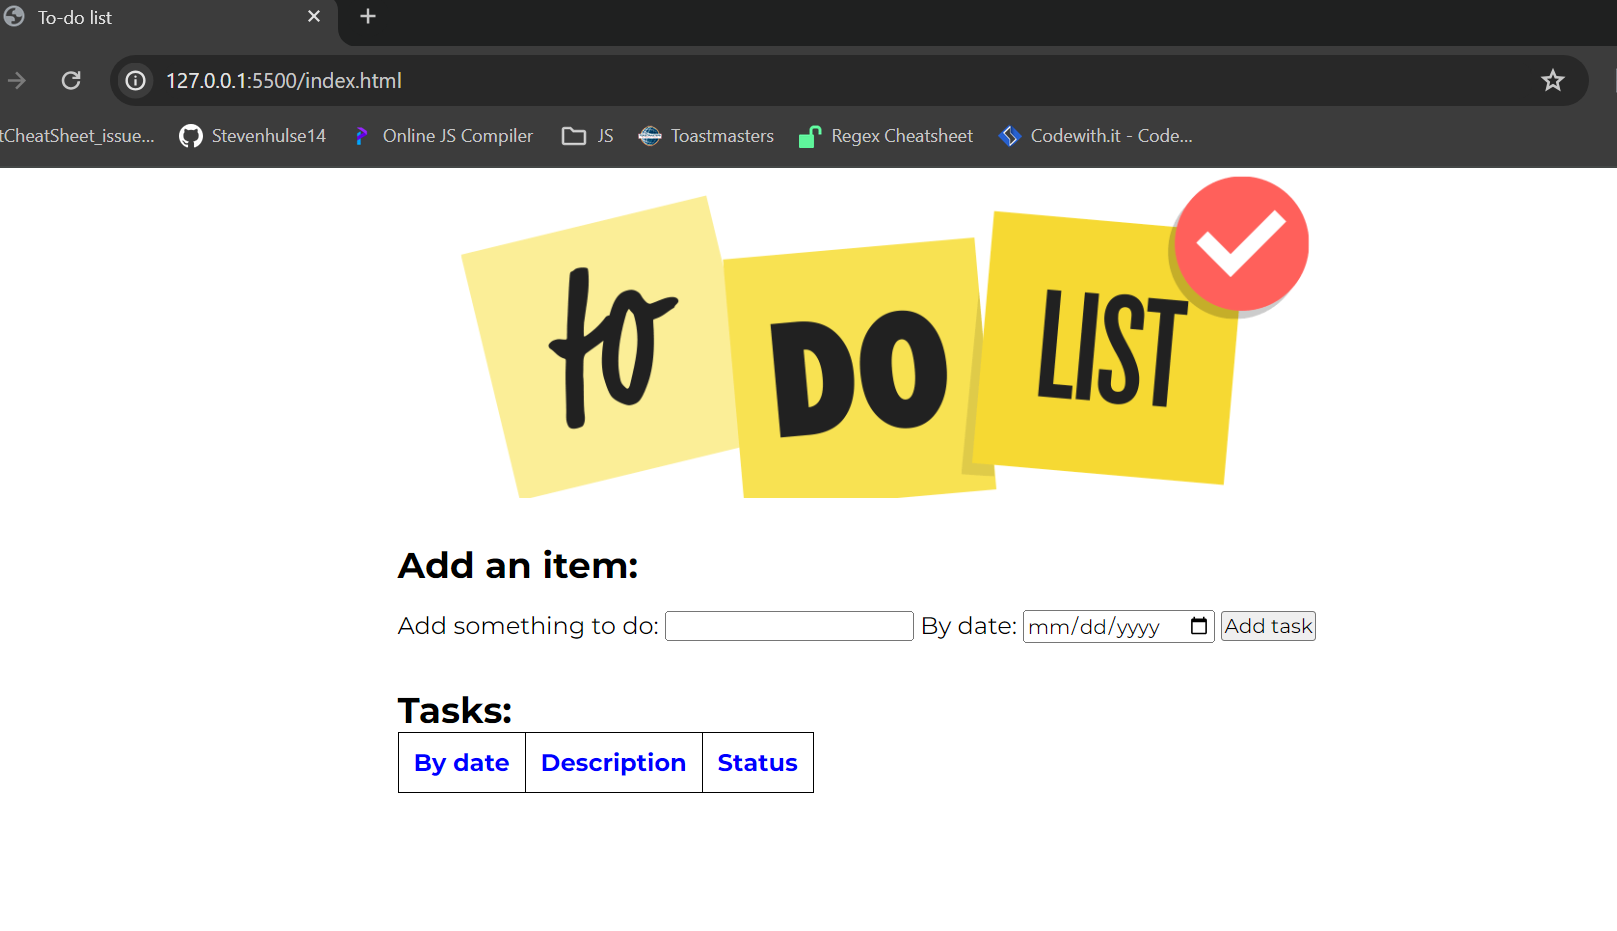 To-do list
127.0.0.1:5500/index.html
tCheatSheet_issue... Stevenhulse14 Online JS Compiler JS Toastmasters Regex Cheatsheet Codewith.it - Code...
to DO LIST
Add an item:
Add something to do: By date: mm/dd/yyyy Add task
Tasks:
By date Description Status